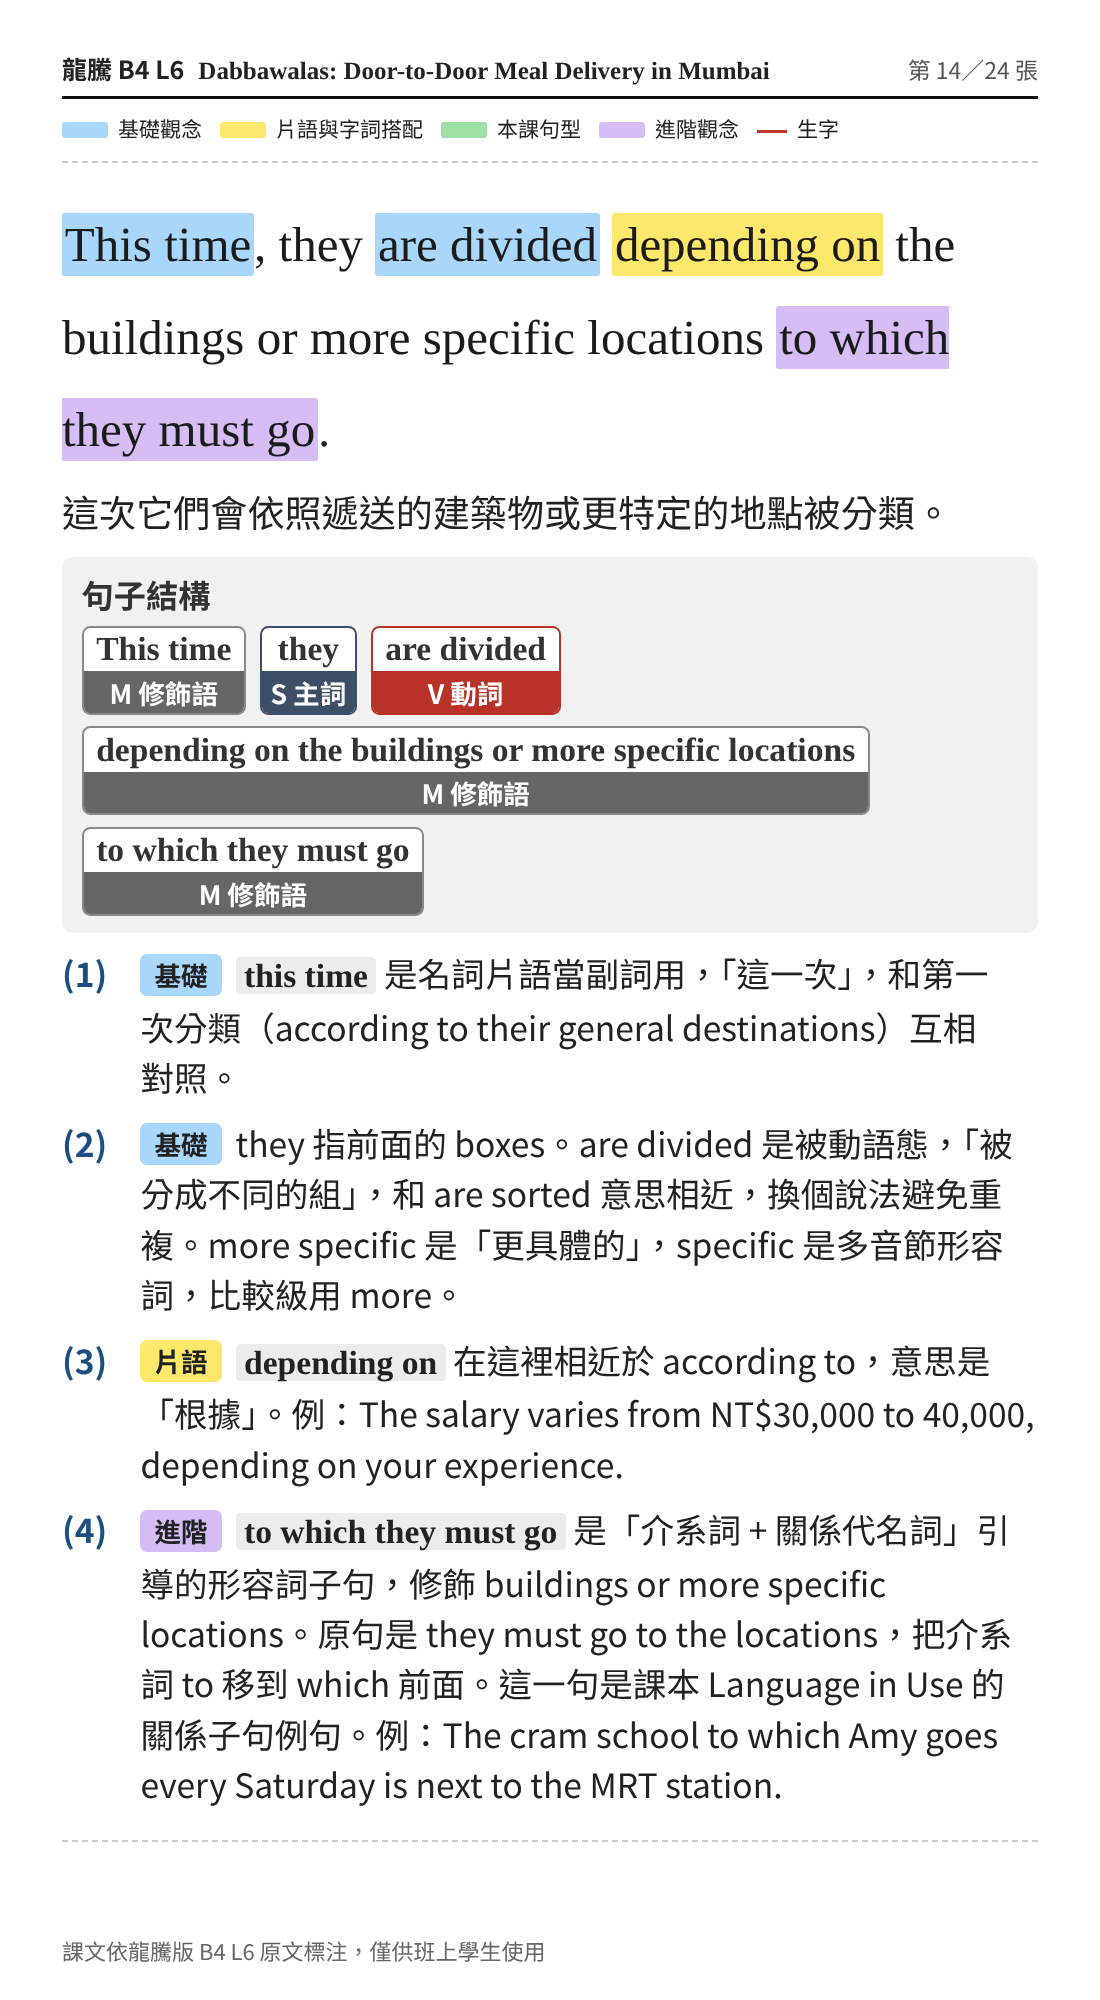 龍騰 B4 L6 Dabbawalas: Door-to-Door Meal Delivery in Mumbai 第 14／24 張
基礎觀念 片語與字詞搭配 本課句型 進階觀念 生字
This time, they are divided depending on the
buildings or more specific locations to which
they must go.
這次它們會依照遞送的建築物或更特定的地點被分類。
句子結構
This time they are divided
M 修飾語 S 主詞 V 動詞
depending on the buildings or more specific locations
M 修飾語
to which they must go
M 修飾語
(1) 基礎 this time 是名詞片語當副詞用，「這一次」，和第一
次分類（according to their general destinations）互相
對照。
(2) 基礎 they 指前面的 boxes。are divided 是被動語態，「被
分成不同的組」，和 are sorted 意思相近，換個說法避免重
複。more specific 是「更具體的」，specific 是多音節形容
詞，比較級用 more。
(3) 片語 depending on 在這裡相近於 according to，意思是
「根據」。例：The salary varies from NT$30,000 to 40,000,
depending on your experience.
(4) 進階 to which they must go 是「介系詞 + 關係代名詞」引
導的形容詞子句，修飾 buildings or more specific
locations。原句是 they must go to the locations，把介系
詞 to 移到 which 前面。這一句是課本 Language in Use 的
關係子句例句。例：The cram school to which Amy goes
every Saturday is next to the MRT station.
課文依龍騰版 B4 L6 原文標注，僅供班上學生使用